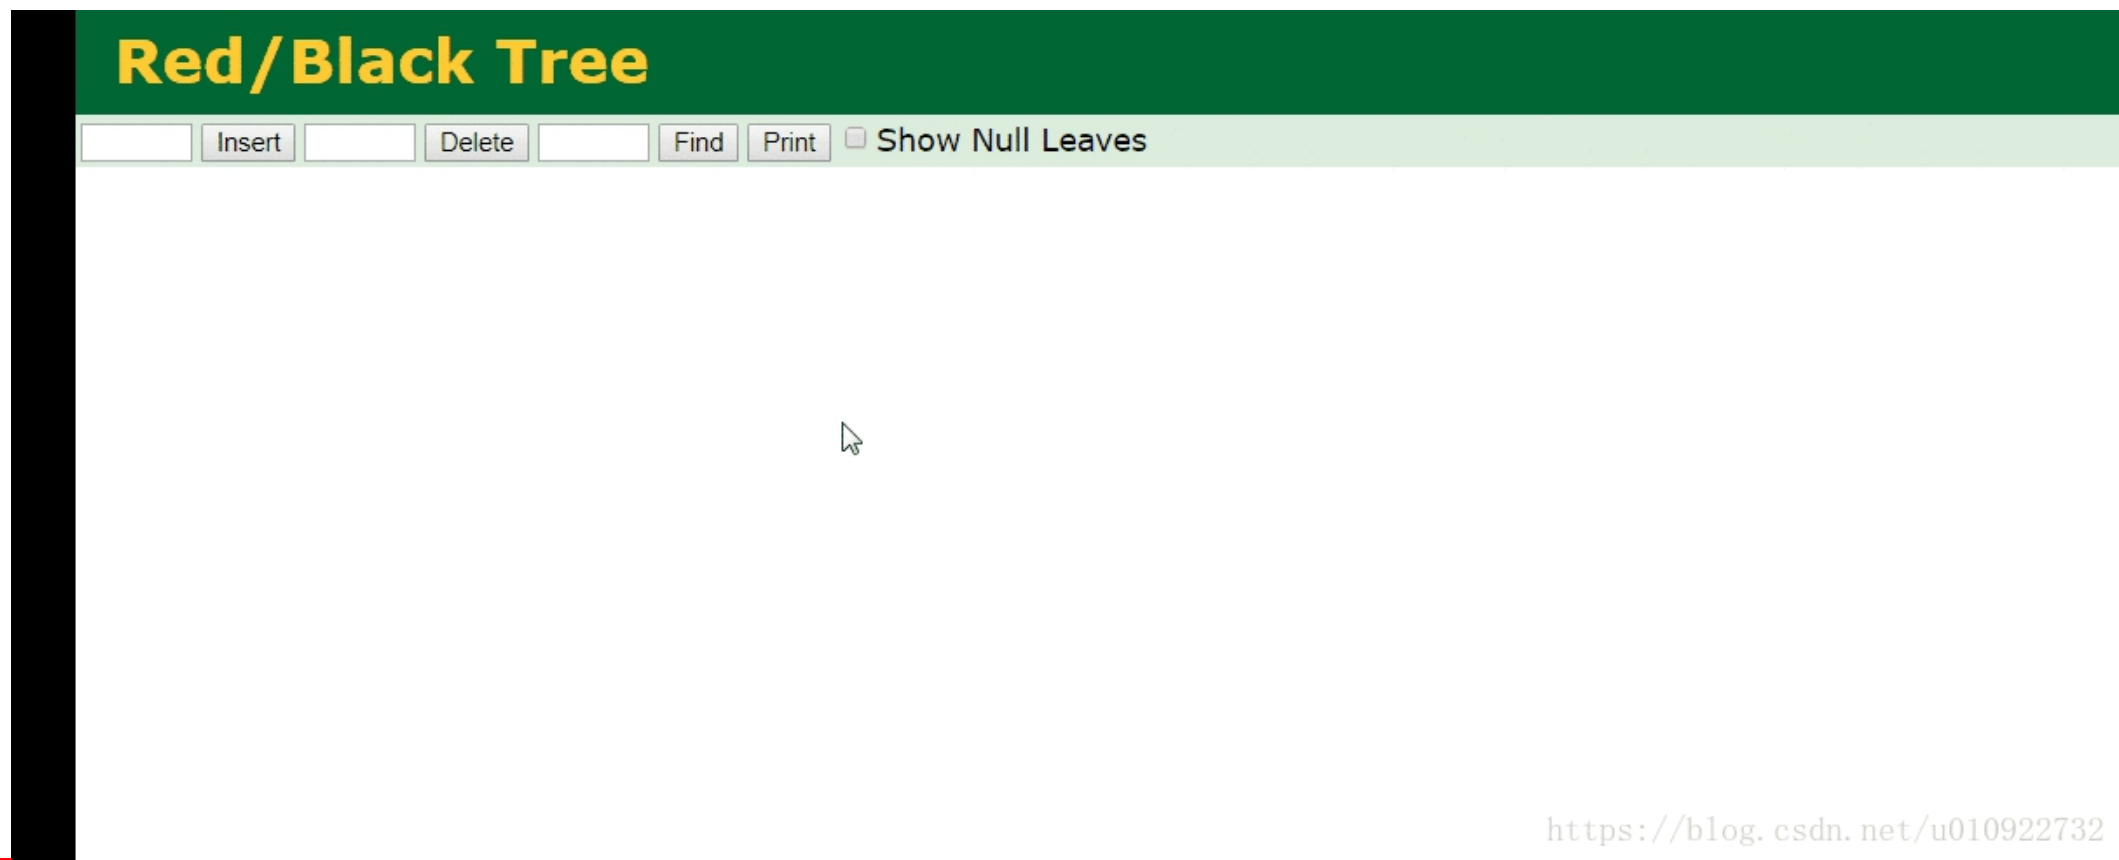 Red/Black Tree
Insert Delete Find Print Show Null Leaves
https://blog.csdn.net/u010922732